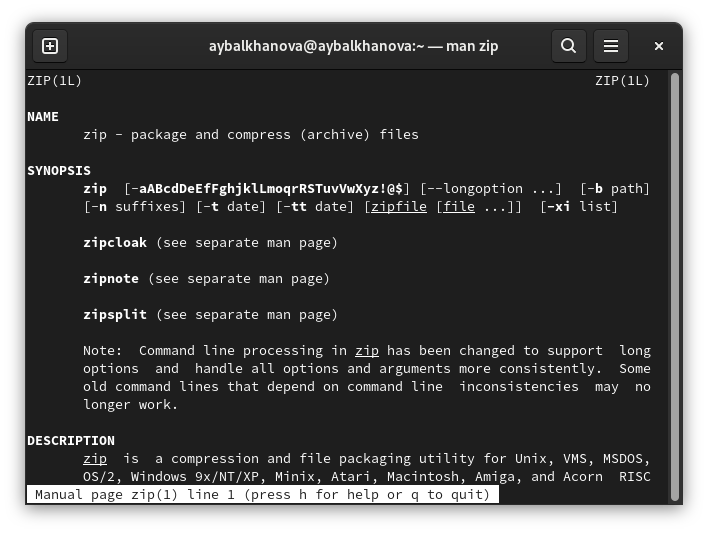 aybalkhanova@aybalkhanova:~ — man zip
ZIP(1L) ZIP(1L)
NAME
zip - package and compress (archive) files
SYNOPSIS
zip [-aABcdDeEfFghjklLmoqrRSTuvVwXyz!@$] [--longoption ...] [-b path]
[-n suffixes] [-t date] [-tt date] [zipfile [file ...]] [-xi list]
zipcloak (see separate man page)
zipnote (see separate man page)
zipsplit (see separate man page)
Note: Command line processing in zip has been changed to support long
options and handle all options and arguments more consistently. Some
old command lines that depend on command line inconsistencies may no
longer work.
DESCRIPTION
zip is a compression and file packaging utility for Unix, VMS, MSDOS,
OS/2, Windows 9x/NT/XP, Minix, Atari, Macintosh, Amiga, and Acorn RISC
Manual page zip(1) line 1 (press h for help or q to quit)